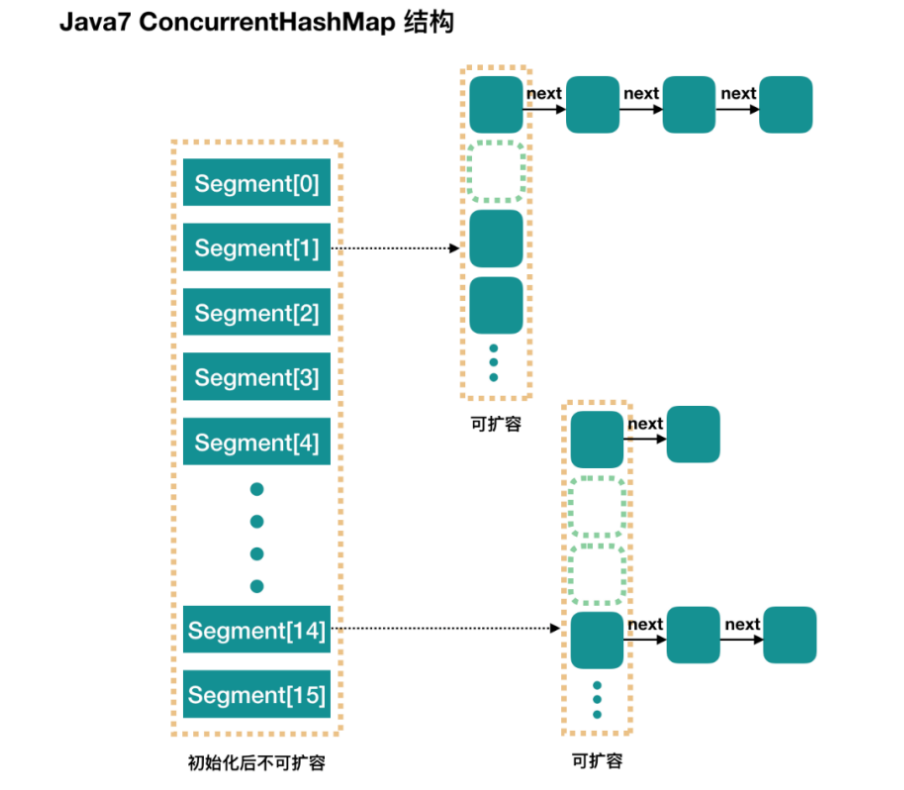 Java7 ConcurrentHashMap 结构
next next next
Segment[0]
Segment[1]
Segment[2]
Segment[3]
Segment[4]
可扩容
next
Segment[14]
next next
Segment[15]
初始化后不可扩容
可扩容